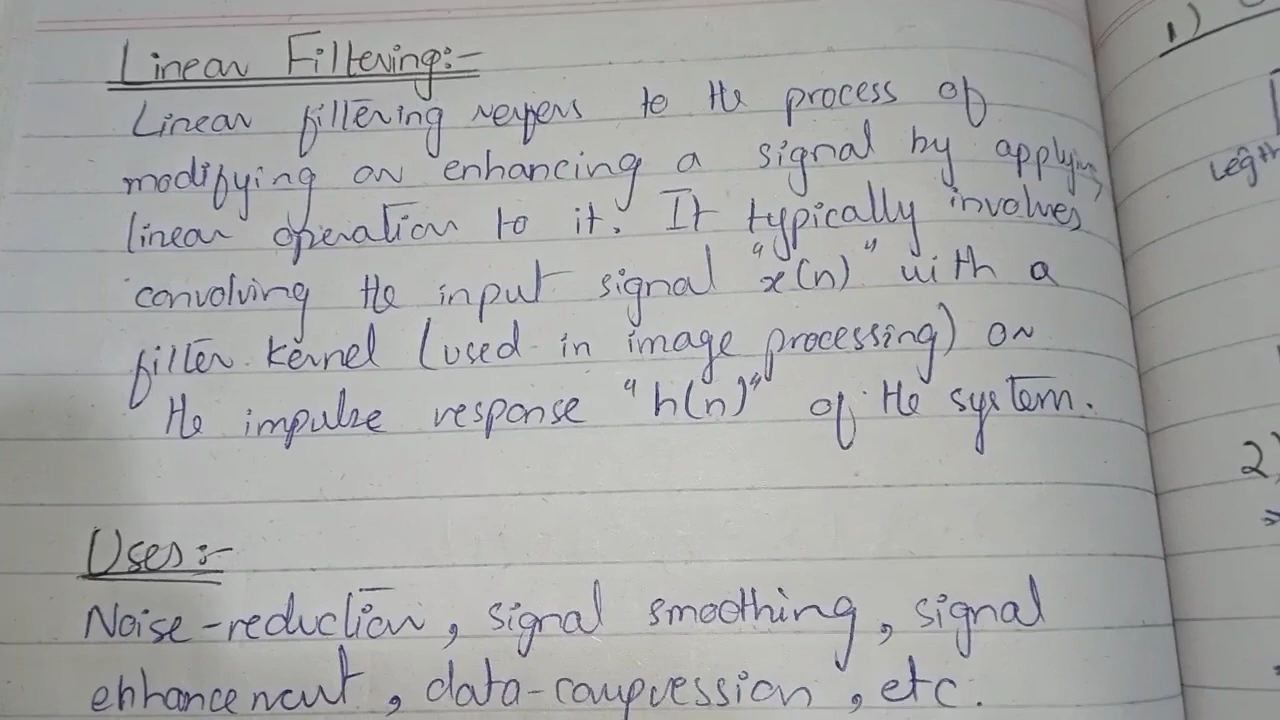 Linear Filtering:-
Linear filtering refers to the process of
modifying or enhancing a signal by applying
linear operation to it. It typically involves
convolving the input signal "x(n)" with a
filter kernel (used in image processing) or
the impulse response "h(n)" of the system.
Uses:-
Noise-reduction, signal smoothing, signal
enhancement, data-compression, etc.
1)
Legth
2)